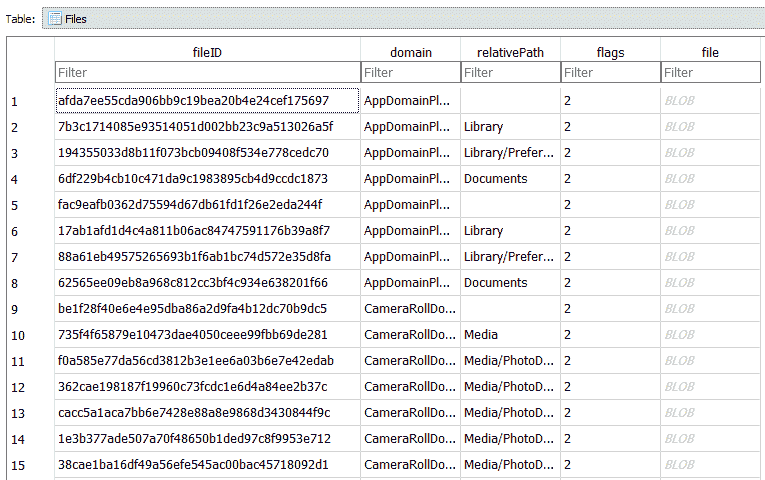 Table: Files
fileID domain relativePath flags file
Filter Filter Filter Filter Filter
1 afda7ee55cda906bb9c19bea20b4e24cef175697 AppDomainPl... 2 BLOB
2 7b3c1714085e93514051d002bb23c9a513026a5f AppDomainPl... Library 2 BLOB
3 194355033d8b11f073bcb09408f534e778cedc70 AppDomainPl... Library/Prefer... 2 BLOB
4 6df229b4cb10c471da9c1983895cb4d9ccdc1873 AppDomainPl... Documents 2 BLOB
5 fac9eafb0362d75594d67db61fd1f26e2eda244f AppDomainPl... 2 BLOB
6 17ab1afd1d4c4a811b06ac84747591176b39a8f7 AppDomainPl... Library 2 BLOB
7 88a61eb49575265693b1f6ab1bc74d572e35d8fa AppDomainPl... Library/Prefer... 2 BLOB
8 62565ee09eb8a968c812cc3bf4c934e638201f66 AppDomainPl... Documents 2 BLOB
9 be1f28f40e6e4e95dba86a2d9fa4b12dc70b9dc5 CameraRollDo... 2 BLOB
10 735f4f65879e10473dae4050ceee99fbb69de281 CameraRollDo... Media 2 BLOB
11 f0a585e77da56cd3812b3e1ee6a03b6e7e42edab CameraRollDo... Media/PhotoD... 2 BLOB
12 362cae198187f19960c73fcdc1e6d4a84ee2b37c CameraRollDo... Media/PhotoD... 2 BLOB
13 cacc5a1aca7bb6e7428e88a8e9868d3430844f9c CameraRollDo... Media/PhotoD... 2 BLOB
14 1e3b377ade507a70f48650b1ded97c8f9953e712 CameraRollDo... Media/PhotoD... 2 BLOB
15 38cae1ba16df49a56efe545ac00bac45718092d1 CameraRollDo... Media/PhotoD... 2 BLOB